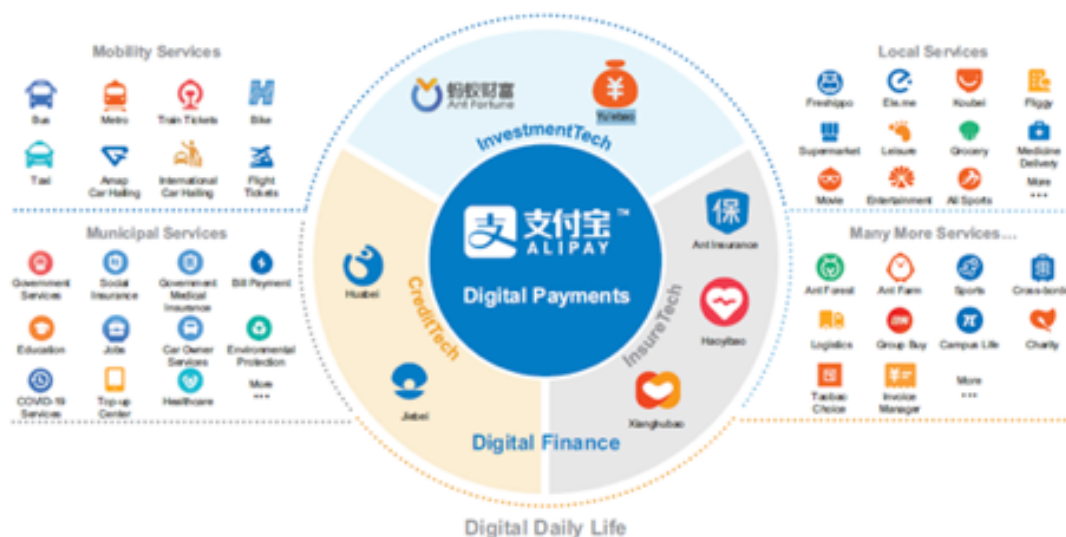 Mobility Services
Bus
Metro
Train Tickets
Bike
Taxi
Amap
Car Hailing
International
Car Hailing
Flight
Tickets
Municipal Services
Government
Services
Social
Insurance
Government
Medical
Insurance
Bill Payment
Education
Jobs
Car Owner
Services
Environmental
Protection
COVID-19
Services
Top-up
Center
Healthcare
More
•••
蚂蚁财富
Ant Fortune
Yu'ebao
InvestmentTech
支付宝™
ALIPAY
Digital Payments
Huabei
Jiebei
CreditTech
保
Ant Insurance
Haoyibao
Xianghubao
InsureTech
Digital Finance
Digital Daily Life
Local Services
Freshippo
Ele.me
Koubei
Fliggy
Supermarket
Leisure
Grocery
Medicine
Delivery
Movie
Entertainment
Ali Sports
More
•••
Many More Services...
Ant Forest
Ant Farm
Sports
Cross-border
Logistics
Group Buy
Campus Life
Charity
Taobao
Choice
Invoice
Manager
More
•••